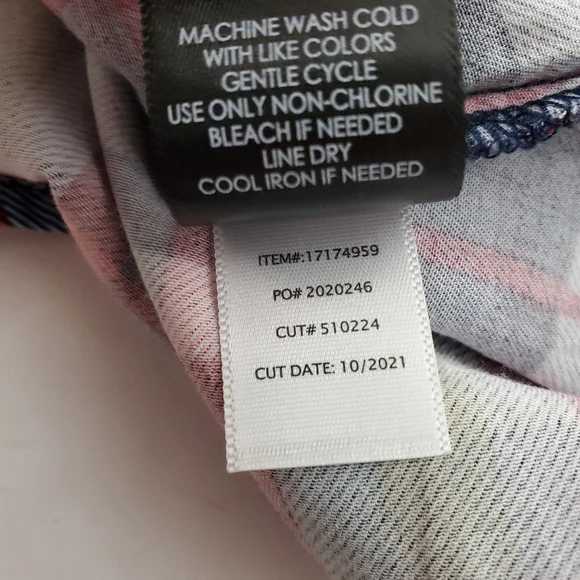 MACHINE WASH COLD
WITH LIKE COLORS
GENTLE CYCLE
USE ONLY NON-CHLORINE
BLEACH IF NEEDED
LINE DRY
COOL IRON IF NEEDED
ITEM#:17174959
PO# 2020246
CUT# 510224
CUT DATE: 10/2021